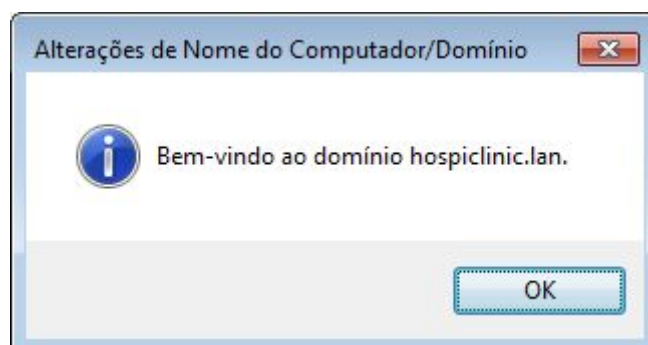 Alterações de Nome do Computador/Domínio
Bem-vindo ao domínio hospiclinic.lan.
OK